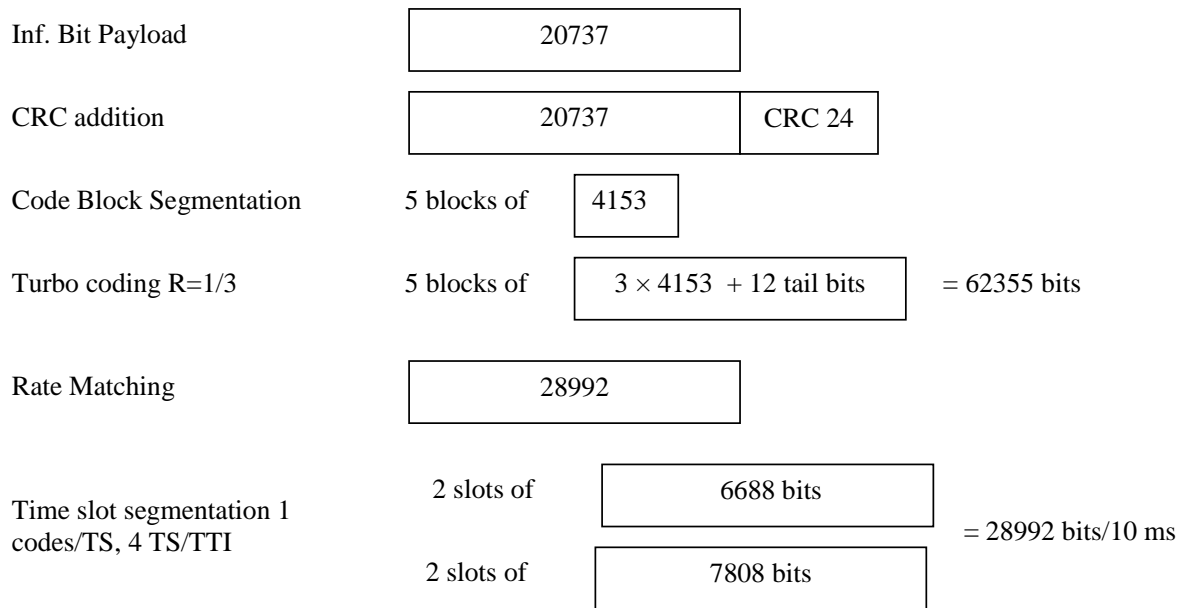 Inf. Bit Payload
20737
CRC addition
20737
CRC 24
Code Block Segmentation
5 blocks of
4153
Turbo coding R=1/3
5 blocks of
3 × 4153 + 12 tail bits
= 62355 bits
Rate Matching
28992
Time slot segmentation 1
codes/TS, 4 TS/TTI
2 slots of
6688 bits
= 28992 bits/10 ms
2 slots of
7808 bits